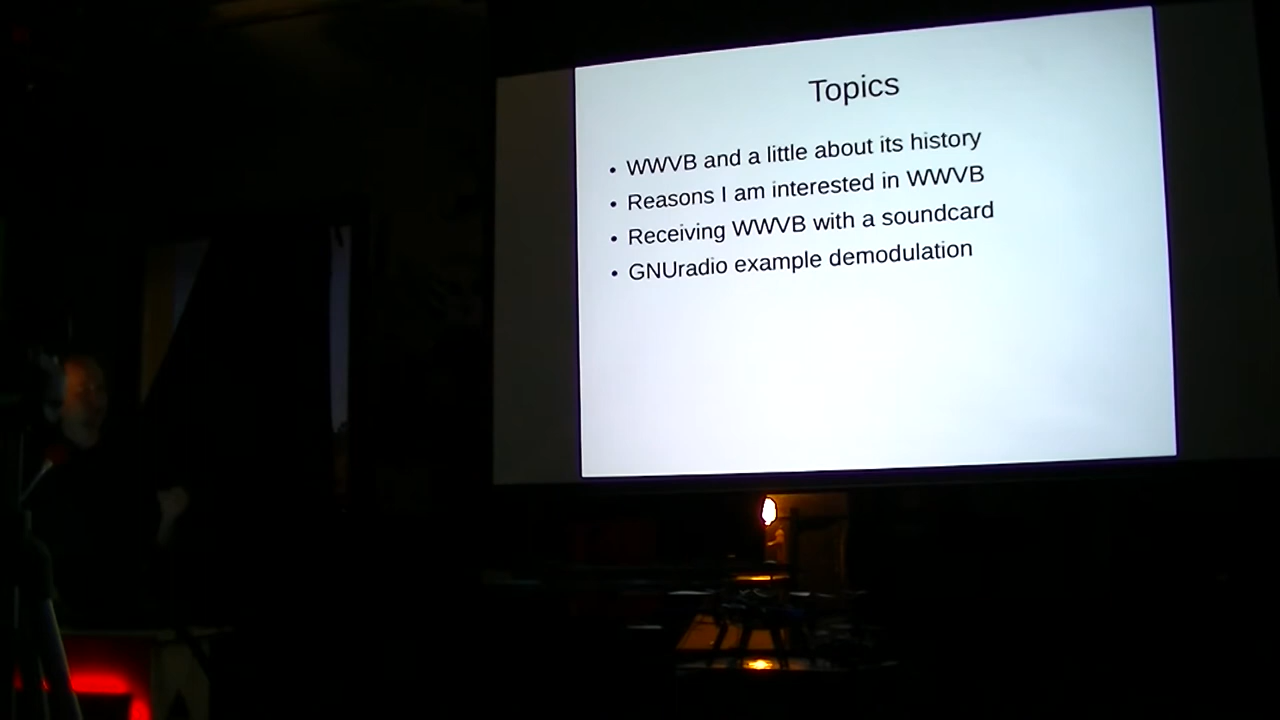 Topics
• WWVB and a little about its history
• Reasons I am interested in WWVB
• Receiving WWVB with a soundcard
• GNUradio example demodulation